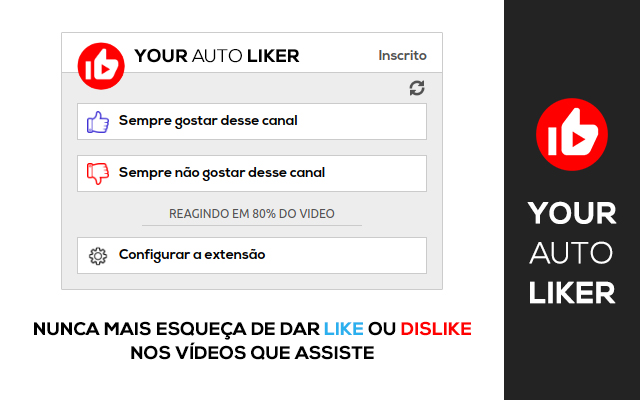 YOUR AUTO LIKER
Inscrito
Sempre gostar desse canal
Sempre não gostar desse canal
REAGINDO EM 80% DO VIDEO
Configurar a extensão
NUNCA MAIS ESQUEÇA DE DAR LIKE OU DISLIKE
NOS VÍDEOS QUE ASSISTE
YOUR
AUTO
LIKER